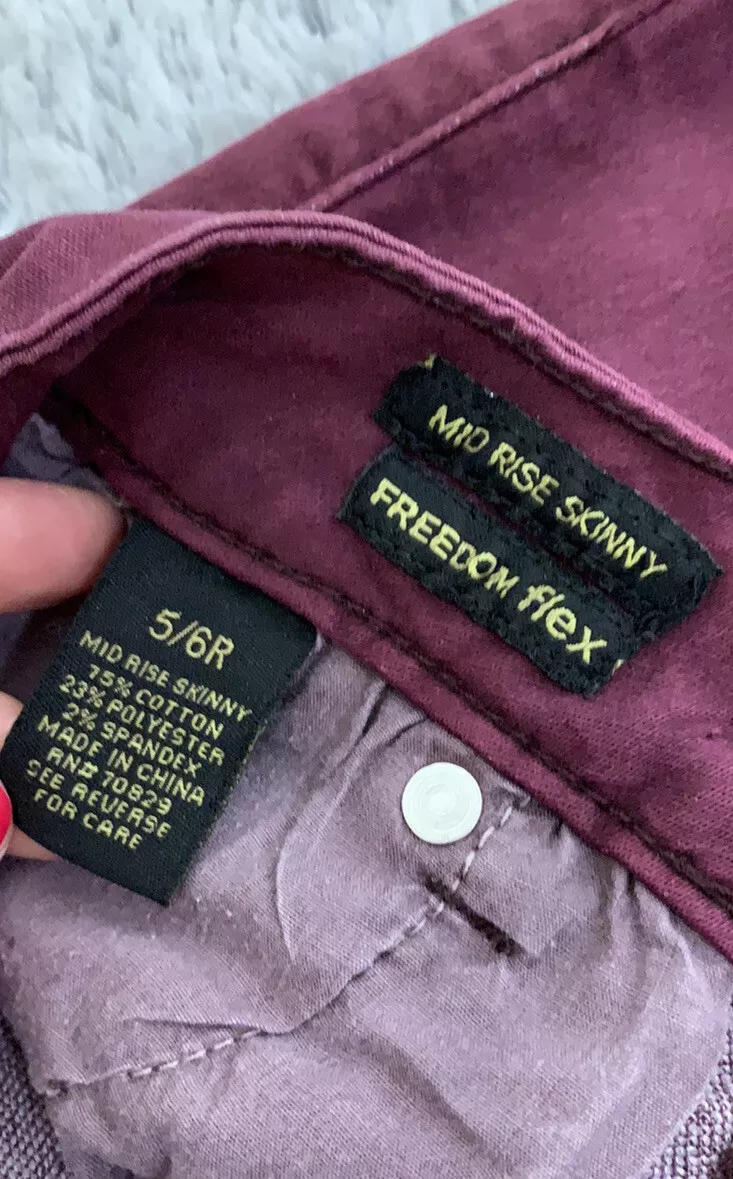 MID RISE SKINNY
FREEDOM flex
5/6R
MID RISE SKINNY
75% COTTON
23% POLYESTER
2% SPANDEX
MADE IN CHINA
RN# 70829
SEE REVERSE
FOR CARE